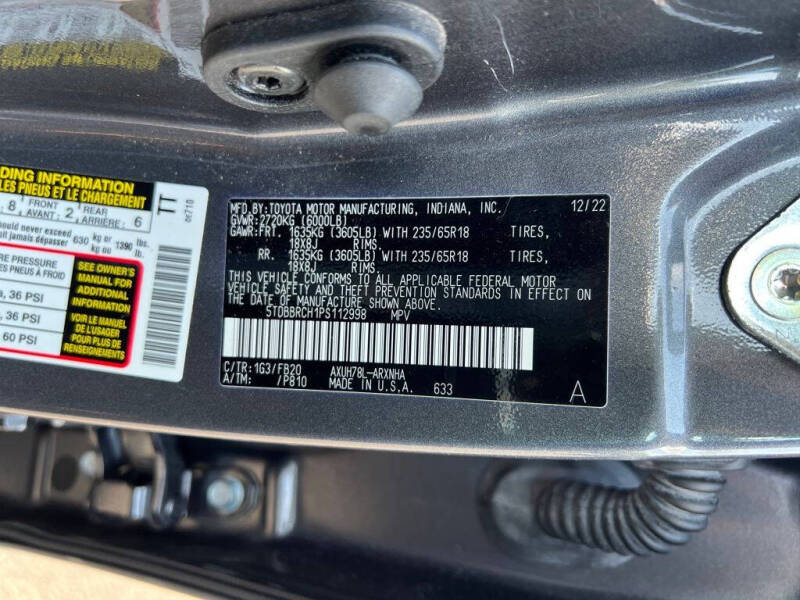 DING INFORMATION
LES PNEUS ET LE CHARGEMENT
8 FRONT AVANT: 2 REAR ARRIÈRE: 6
should never exceed
jamais dépasser 630 kg or kg ou 1390 lbs. lb.
E PRESSURE
PNEUS À FROID
a, 36 PSI
, 36 PSI
60 PSI
SEE OWNER'S
MANUAL FOR
ADDITIONAL
INFORMATION
VOIR LE MANUEL
DE L'USAGER
POUR PLUS DE
RENSEIGNEMENTS
TT
0E710
MFD.BY:TOYOTA MOTOR MANUFACTURING, INDIANA, INC. 12/22
GVWR:2720KG (6000LB)
GAWR:FRT. 1635KG (3605LB) WITH 235/65R18 TIRES,
18X8J RIMS.
RR. 1635KG (3605LB) WITH 235/65R18 TIRES,
18X8J RIMS.
THIS VEHICLE CONFORMS TO ALL APPLICABLE FEDERAL MOTOR
VEHICLE SAFETY AND THEFT PREVENTION STANDARDS IN EFFECT ON
THE DATE OF MANUFACTURE SHOWN ABOVE.
5TDBBRCH1PS112998 MPV
C/TR:1G3/FB20 AXUH78L-ARXNHA
A/TM: /P810 MADE IN U.S.A. 633
A